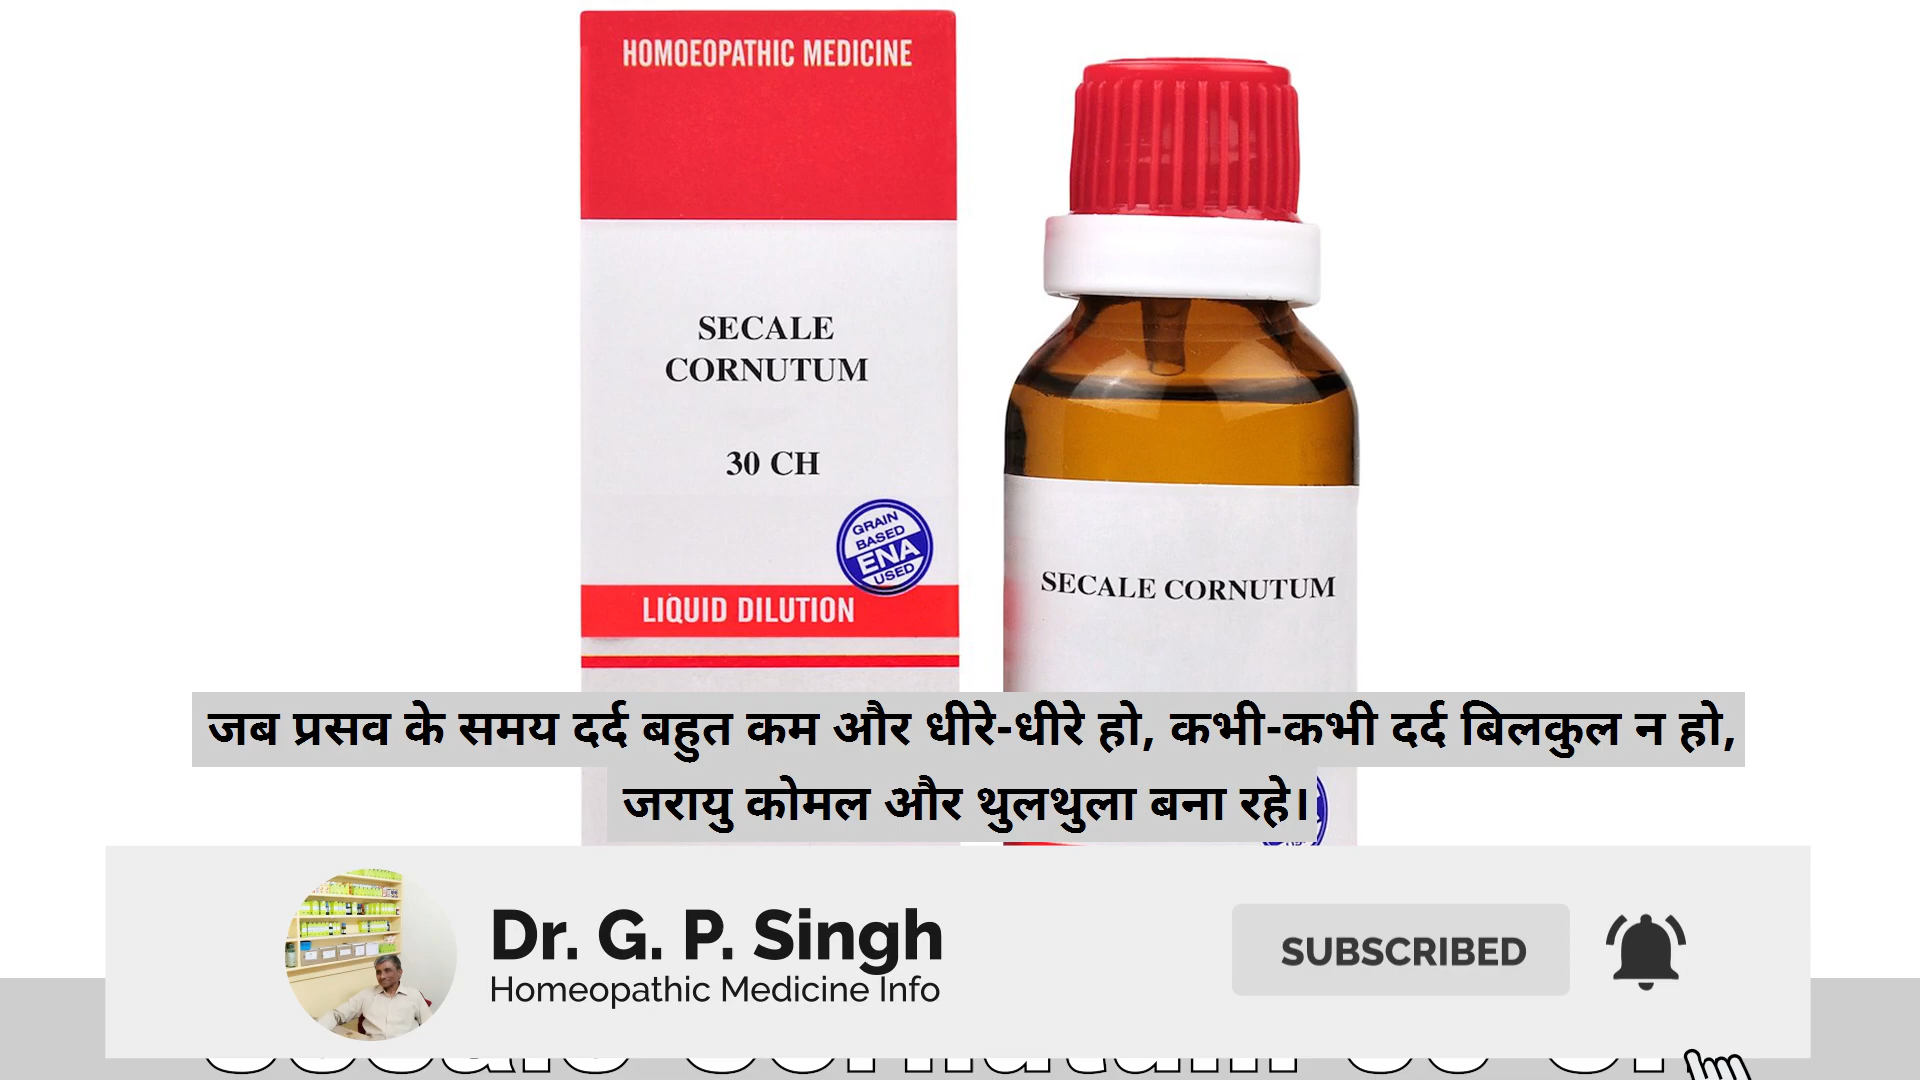 HOMOEOPATHIC MEDICINE
SECALE
CORNUTUM
30 CH
GRAIN
BASED
ENA
USED
LIQUID DILUTION
SECALE CORNUTUM
जब प्रसव के समय दर्द बहुत कम और धीरे-धीरे हो, कभी-कभी दर्द बिलकुल न हो,
जरायु कोमल और थुलथुला बना रहे।
Dr. G. P. Singh
Homeopathic Medicine Info
SUBSCRIBED